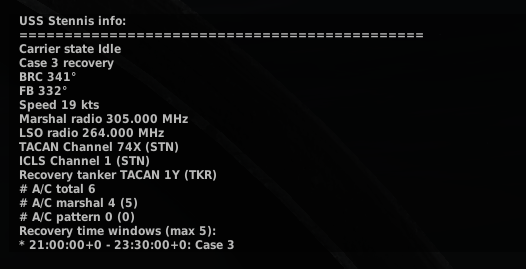 USS Stennis info:
=============================================
Carrier state Idle
Case 3 recovery
BRC 341°
FB 332°
Speed 19 kts
Marshal radio 305.000 MHz
LSO radio 264.000 MHz
TACAN Channel 74X (STN)
ICLS Channel 1 (STN)
Recovery tanker TACAN 1Y (TKR)
# A/C total 6
# A/C marshal 4 (5)
# A/C pattern 0 (0)
Recovery time windows (max 5):
* 21:00:00+0 - 23:30:00+0: Case 3